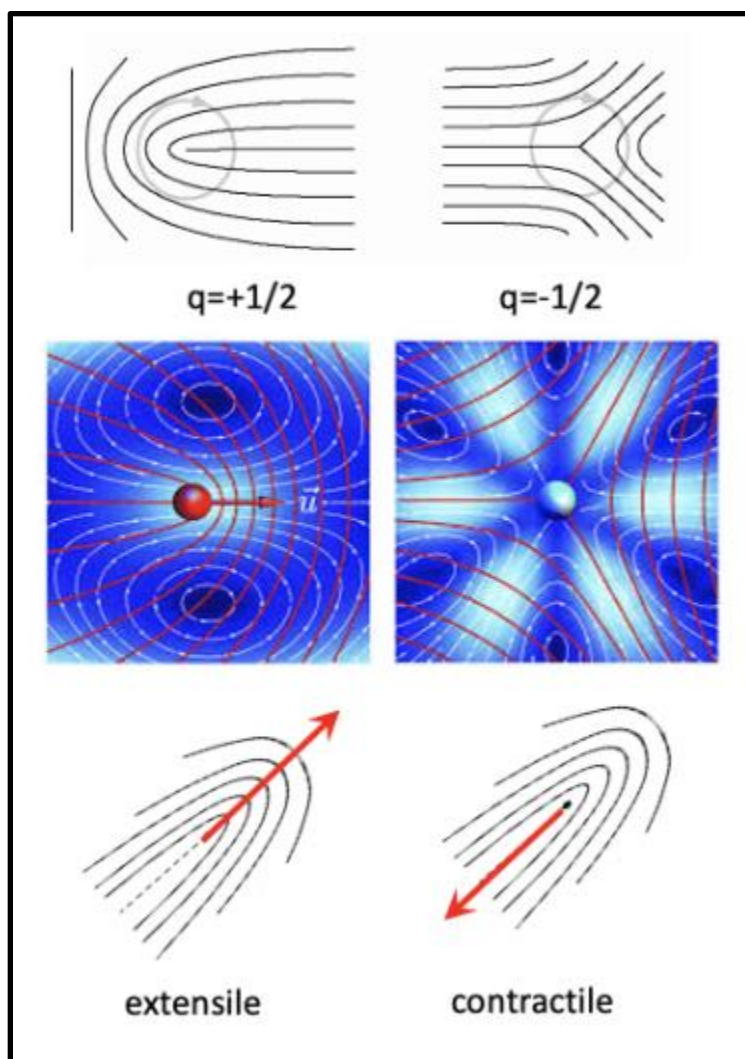 q=+1/2 q=-1/2
u
extensile contractile